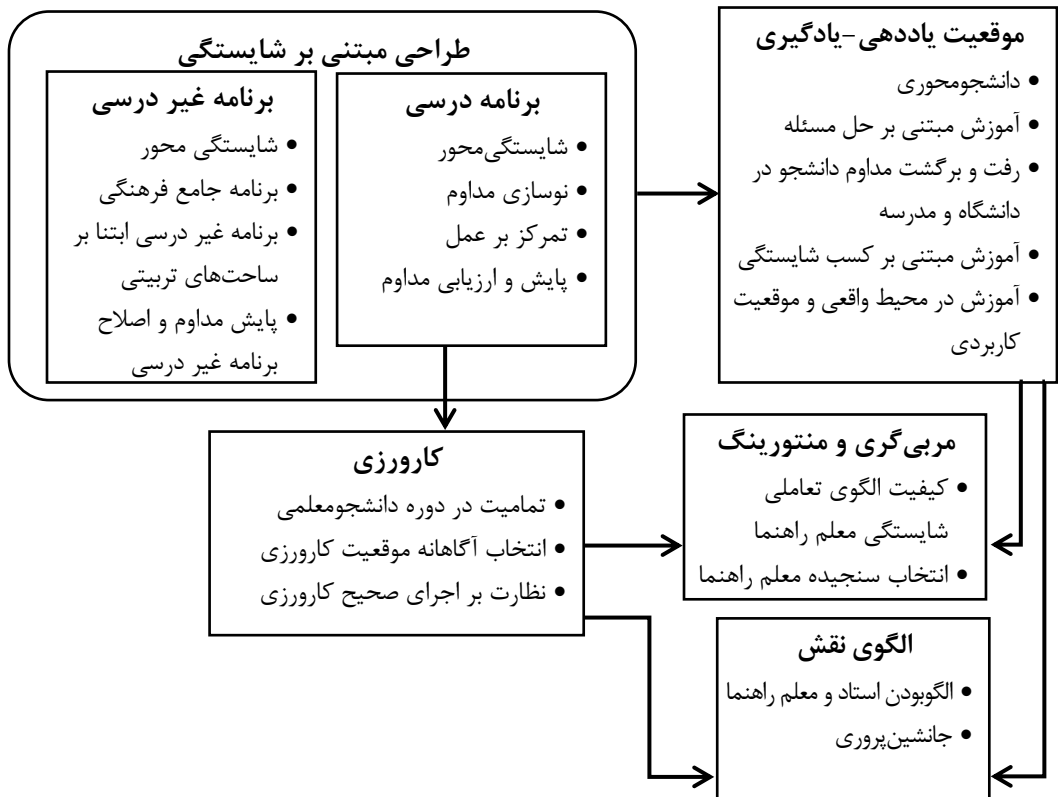 موقعیت یاددهی-یادگیری
• دانشجومحوری
• آموزش مبتنی بر حل مسئله
• رفت و برگشت مداوم دانشجو در
دانشگاه و مدرسه
• آموزش مبتنی بر کسب شایستگی
• آموزش در محیط واقعی و موقعیت
کاربردی
طراحی مبتنی بر شایستگی
برنامه درسی
• شایستگی‌محور
• نوسازی مداوم
• تمرکز بر عمل
• پایش و ارزیابی مداوم
برنامه غیر درسی
• شایستگی محور
• برنامه جامع فرهنگی
• برنامه غیر درسی ابتنا بر
ساحت‌های تربیتی
• پایش مداوم و اصلاح
برنامه غیر درسی
مربی‌گری و منتورینگ
• کیفیت الگوی تعاملی
شایستگی معلم راهنما
• انتخاب سنجیده معلم راهنما
کارورزی
• تمامیت در دوره دانشجومعلمی
• انتخاب آگاهانه موقعیت کارورزی
• نظارت بر اجرای صحیح کارورزی
الگوی نقش
• الگوبودن استاد و معلم راهنما
• جانشین‌پروری